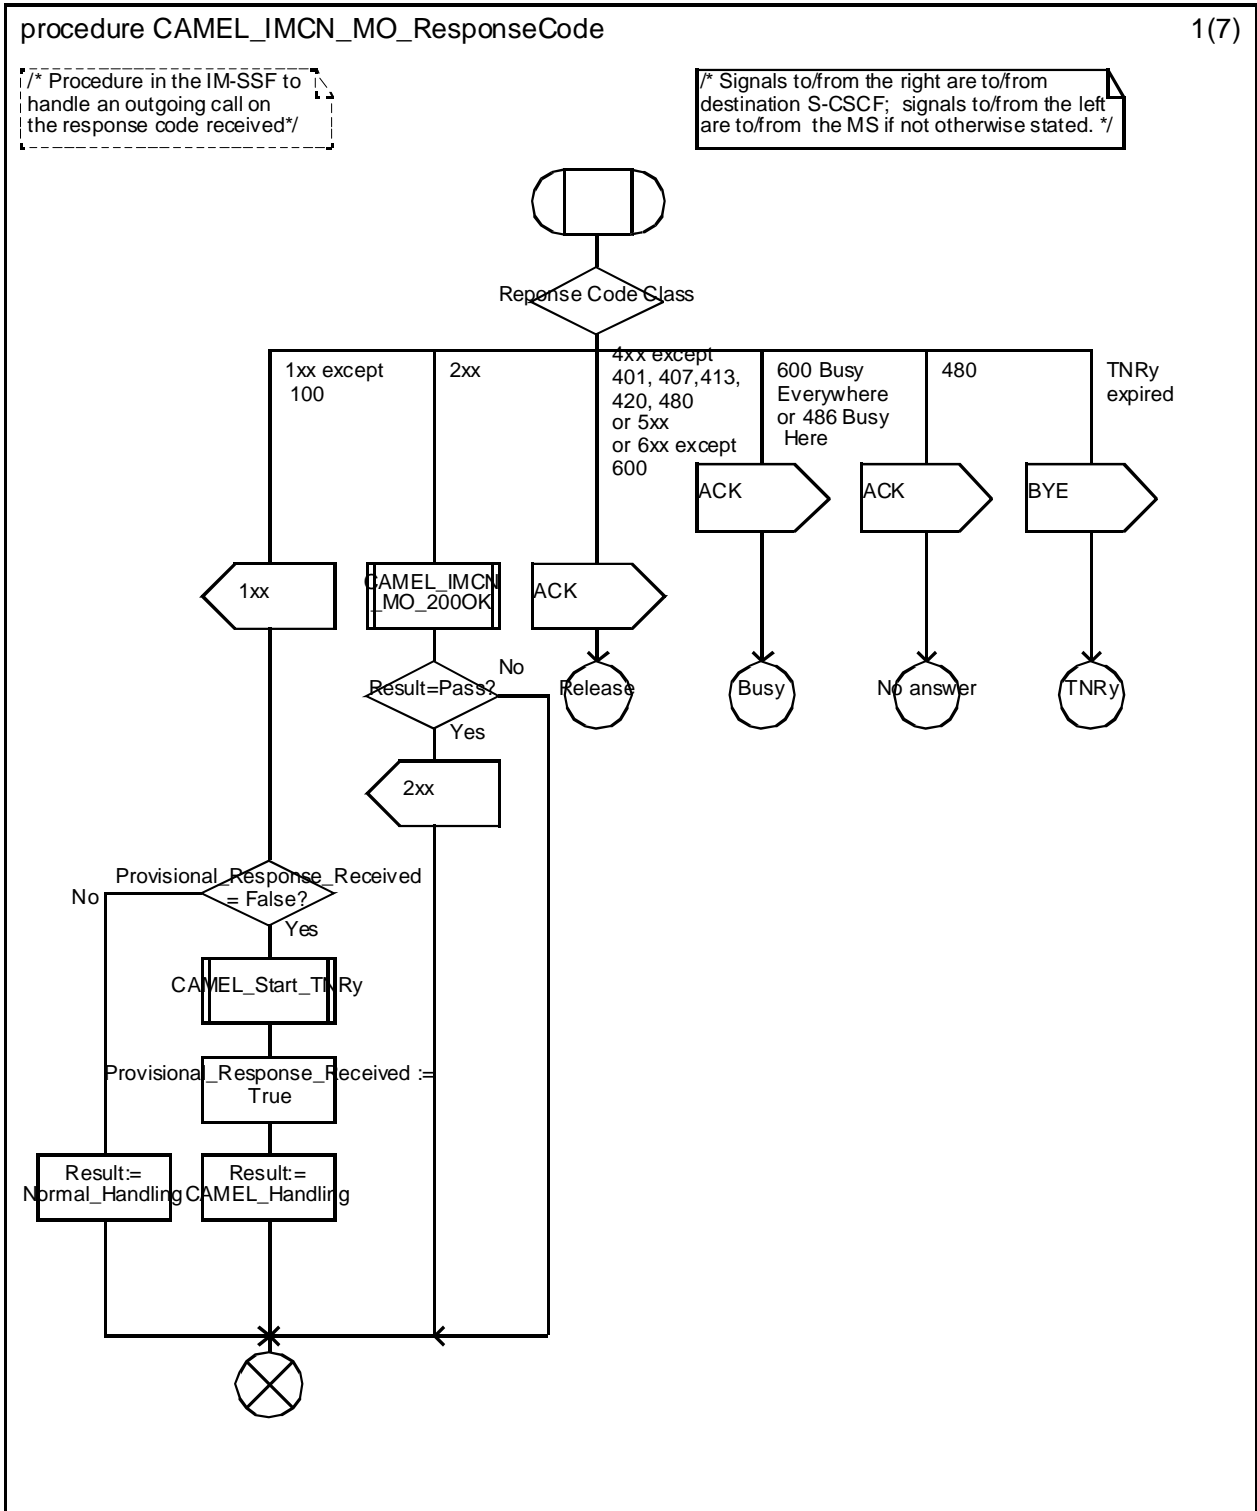 procedure CAMEL_IMCN_MO_ResponseCode
1(7)
/* Procedure in the IM-SSF to
handle an outgoing call on
the response code received*/
/* Signals to/from the right are to/from
destination S-CSCF; signals to/from the left
are to/from the MS if not otherwise stated. */
Reponse Code Class
1xx except
100
2xx
4xx except
401, 407,413,
420, 480
or 5xx
or 6xx except
600
600 Busy
Everywhere
or 486 Busy
Here
480
TNRy
expired
ACK
ACK
BYE
1xx
CAMEL_IMCN
_MO_200OK
ACK
Result=Pass?
No
Yes
Release
Busy
No answer
TNRy
2xx
Provisional_Response_Received
= False?
No
Yes
CAMEL_Start_TNRy
Provisional_Response_Received :=
True
Result:=
Normal_Handling
Result:=
CAMEL_Handling